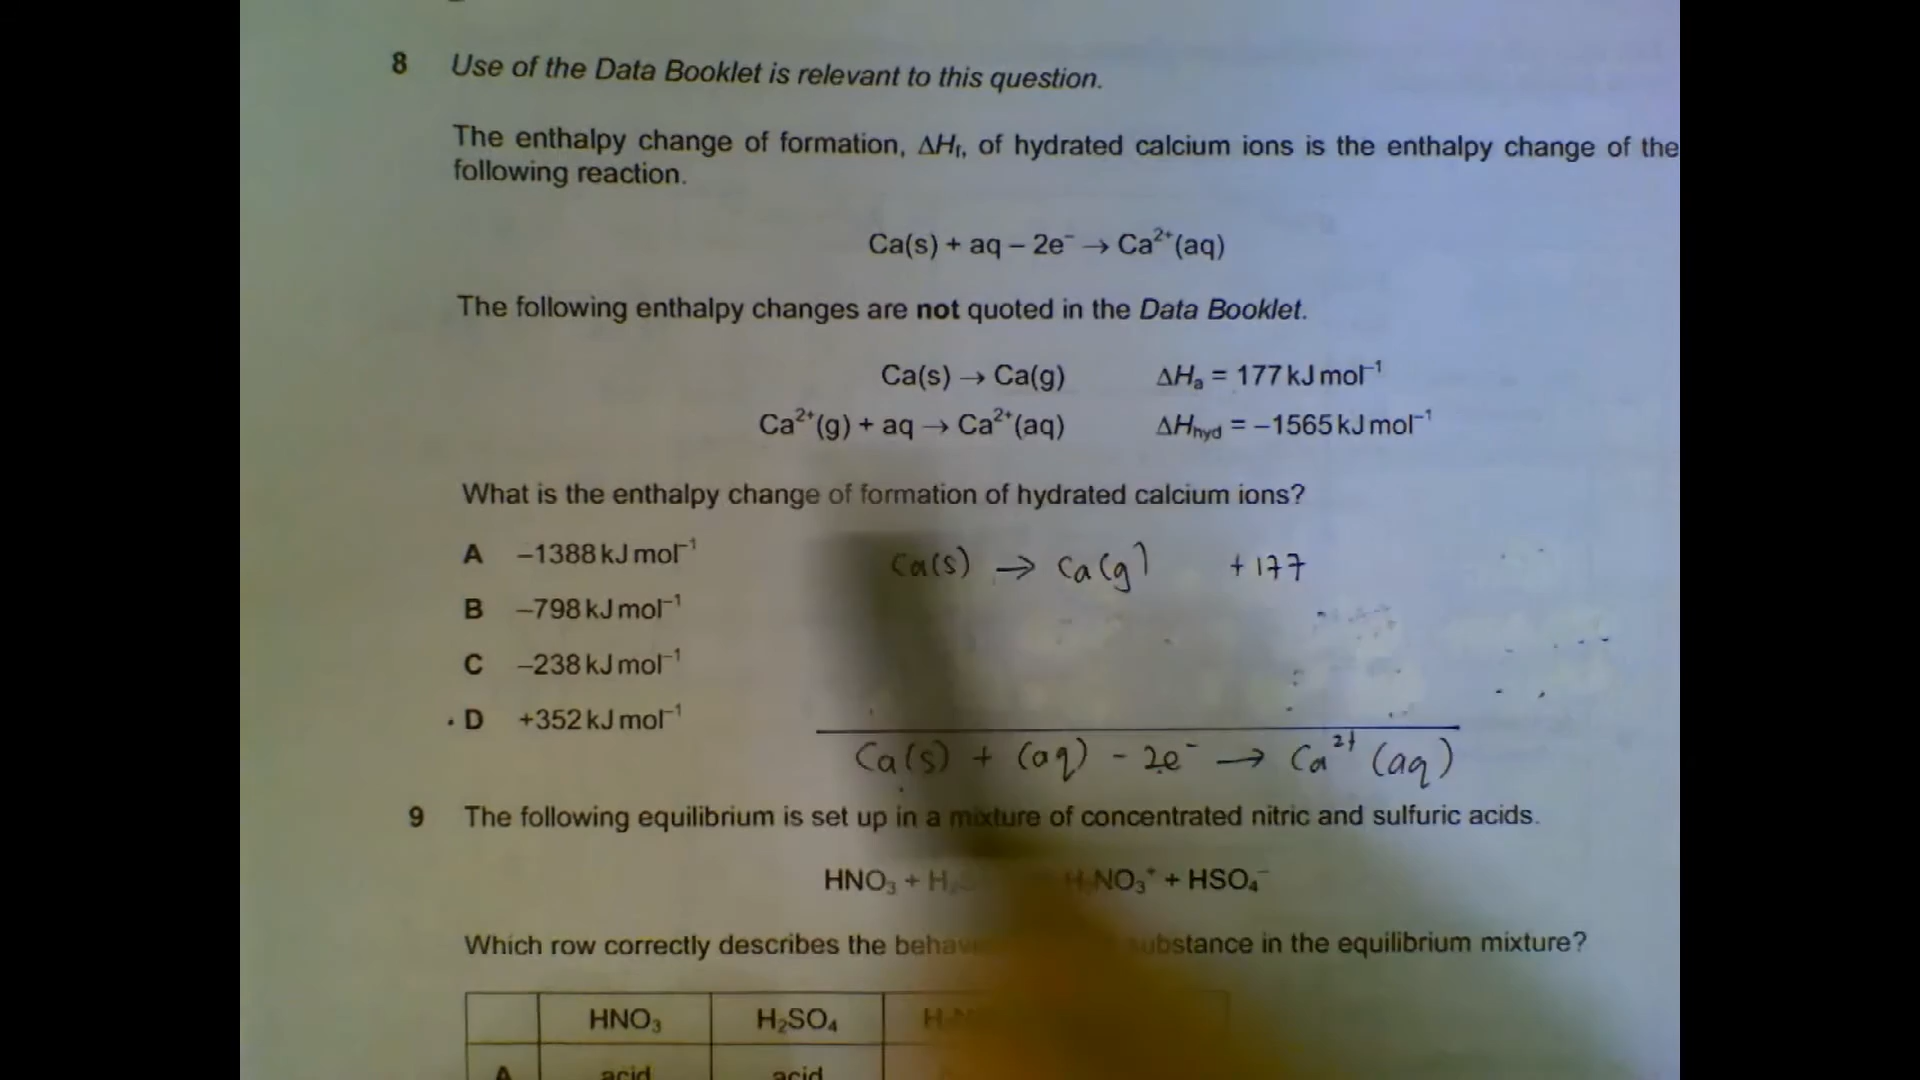 8 Use of the Data Booklet is relevant to this question.
The enthalpy change of formation, ΔHf, of hydrated calcium ions is the enthalpy change of the
following reaction.
Ca(s) + aq – 2e⁻ → Ca²⁺(aq)
The following enthalpy changes are not quoted in the Data Booklet.
Ca(s) → Ca(g) ΔHa = 177 kJ mol⁻¹
Ca²⁺(g) + aq → Ca²⁺(aq) ΔHhyd = –1565 kJ mol⁻¹
What is the enthalpy change of formation of hydrated calcium ions?
A –1388 kJ mol⁻¹
B –798 kJ mol⁻¹
C –238 kJ mol⁻¹
D +352 kJ mol⁻¹
Ca(s) → Ca(g) +177
Ca(s) + (aq) - 2e⁻ → Ca²⁺ (aq)
9 The following equilibrium is set up in a mixture of concentrated nitric and sulfuric acids.
HNO₃ + H₂NO₃⁺ + HSO₄⁻
Which row correctly describes the substance in the equilibrium mixture?
HNO₃ H₂SO₄
A acid acid